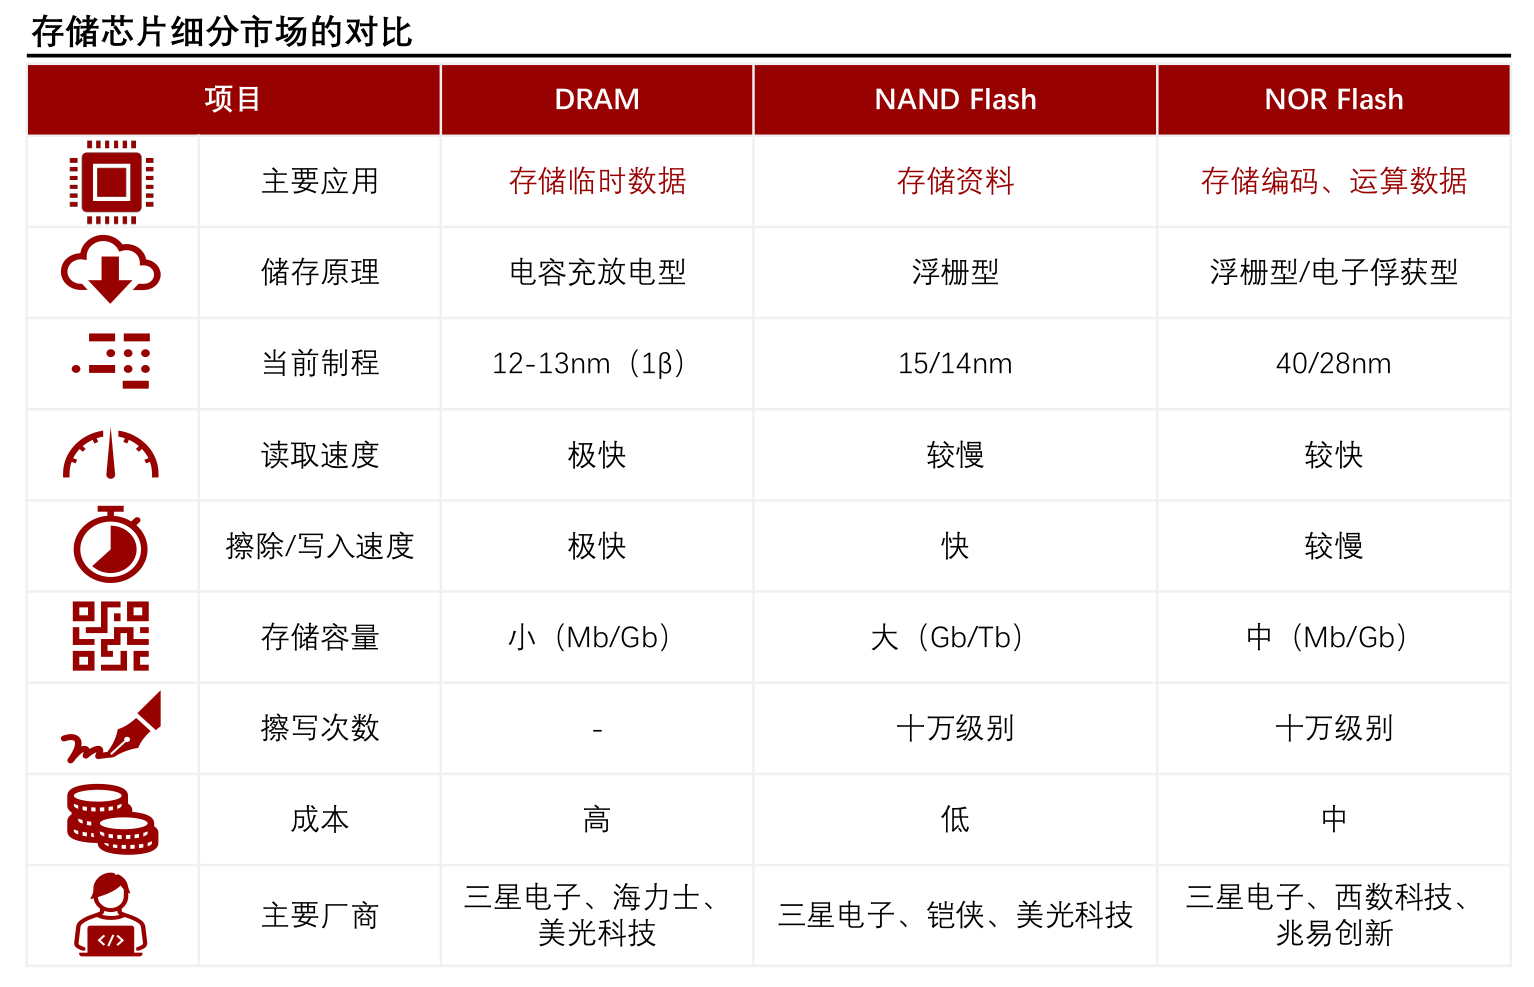 存储芯片细分市场的对比
项目 DRAM NAND Flash NOR Flash
主要应用 存储临时数据 存储资料 存储编码、运算数据
储存原理 电容充放电型 浮栅型 浮栅型/电子俘获型
当前制程 12-13nm（1β） 15/14nm 40/28nm
读取速度 极快 较慢 较快
擦除/写入速度 极快 快 较慢
存储容量 小（Mb/Gb） 大（Gb/Tb） 中（Mb/Gb）
擦写次数 - 十万级别 十万级别
成本 高 低 中
主要厂商 三星电子、海力士、
美光科技 三星电子、铠侠、美光科技 三星电子、西数科技、
兆易创新